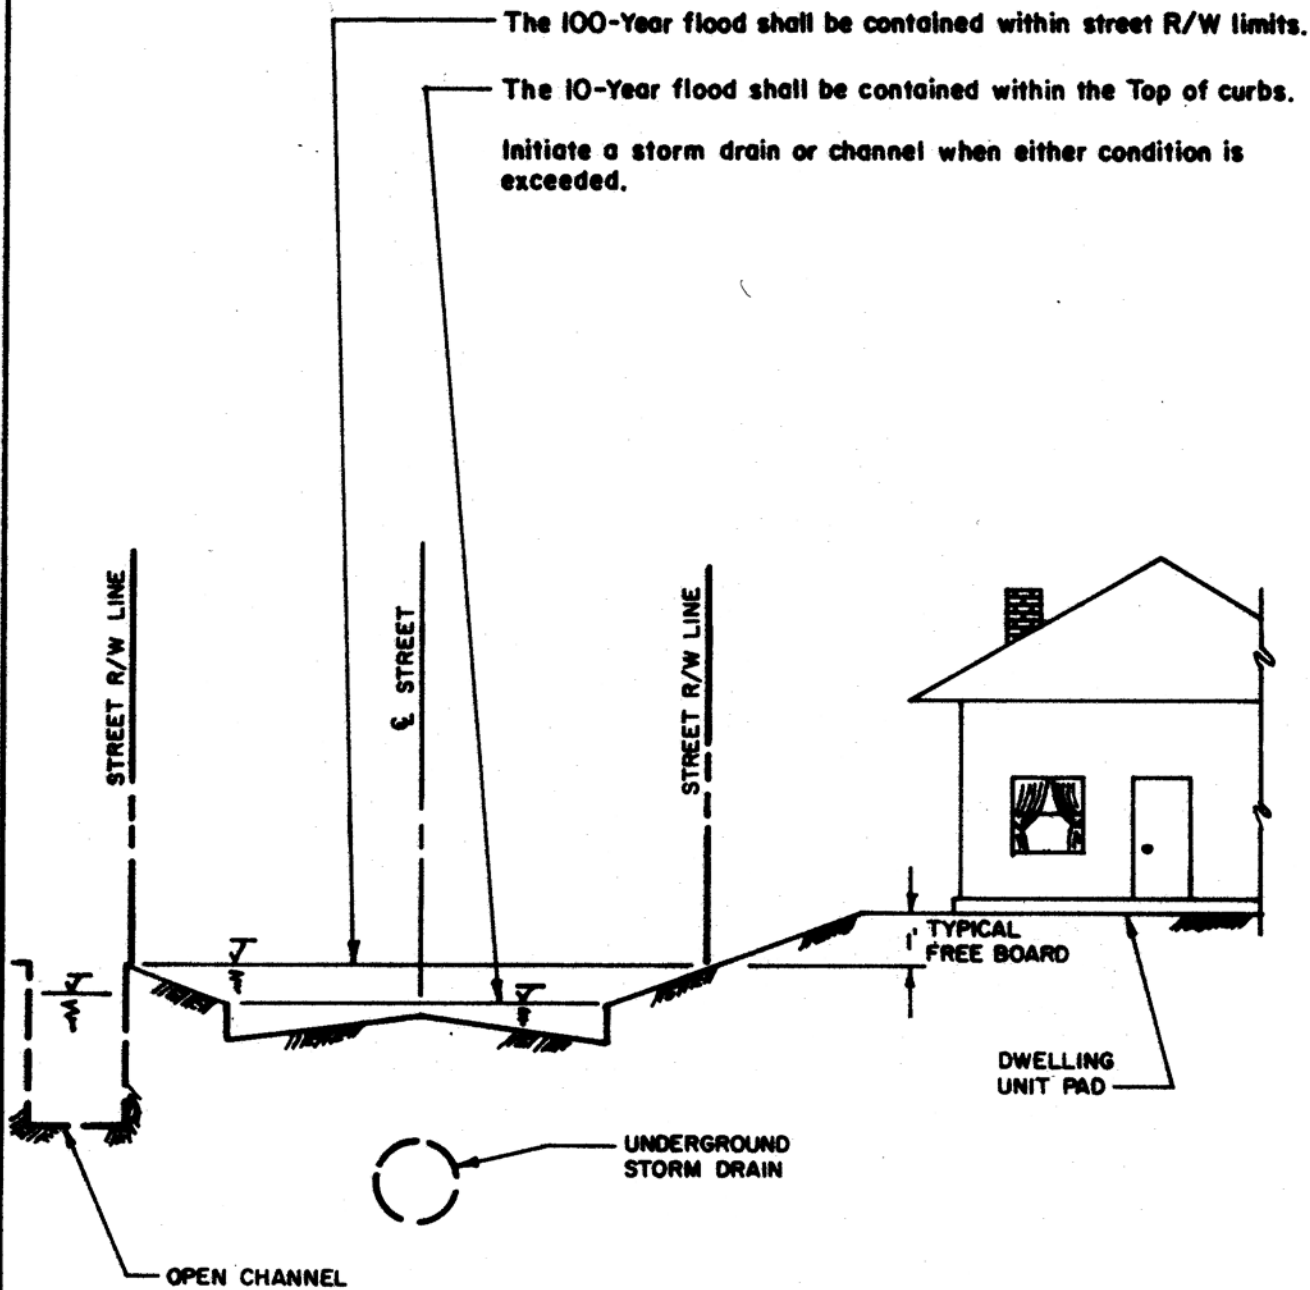 The 100-Year flood shall be contained within street R/W limits.
The 10-Year flood shall be contained within the Top of curbs.
Initiate a storm drain or channel when either condition is
exceeded.
STREET R/W LINE
℄ STREET
STREET R/W LINE
1' TYPICAL
FREE BOARD
DWELLING
UNIT PAD
UNDERGROUND
STORM DRAIN
OPEN CHANNEL